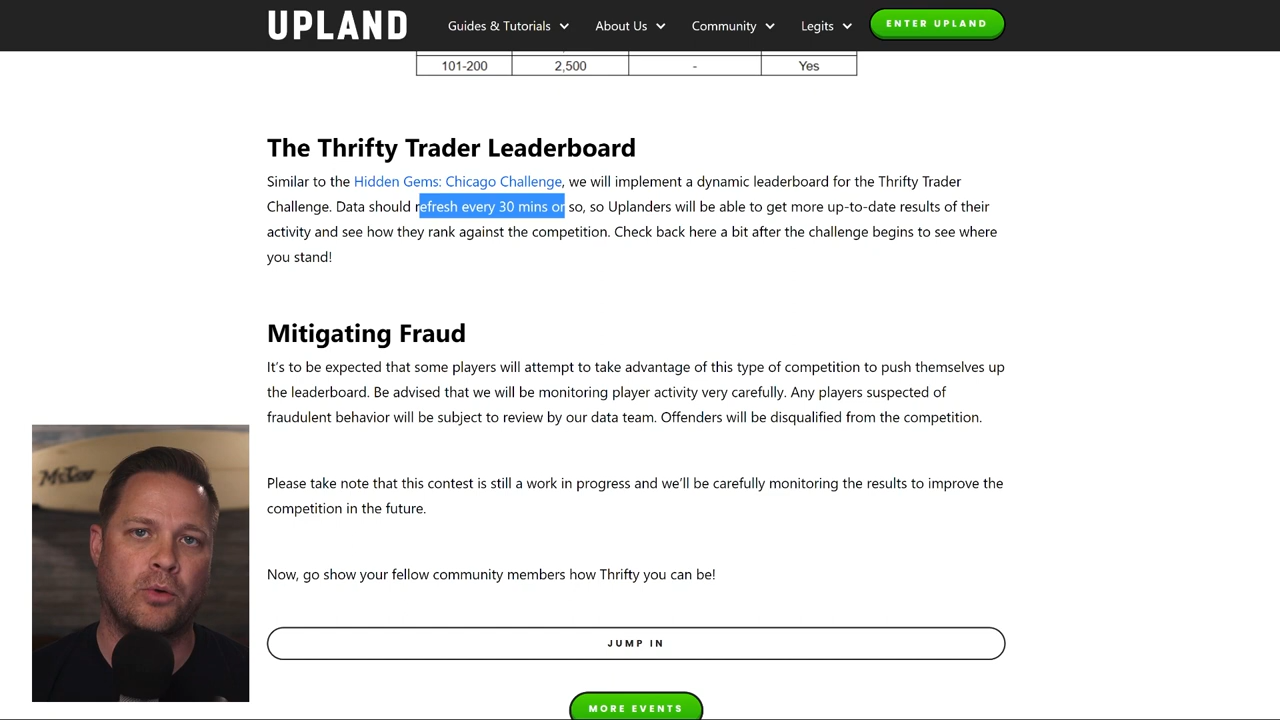 UPLAND
Guides & Tutorials
About Us
Community
Legits
ENTER UPLAND
101-200 2,500 - Yes
The Thrifty Trader Leaderboard
Similar to the Hidden Gems: Chicago Challenge, we will implement a dynamic leaderboard for the Thrifty Trader
Challenge. Data should refresh every 30 mins or so, so Uplanders will be able to get more up-to-date results of their
activity and see how they rank against the competition. Check back here a bit after the challenge begins to see where
you stand!
Mitigating Fraud
It's to be expected that some players will attempt to take advantage of this type of competition to push themselves up
the leaderboard. Be advised that we will be monitoring player activity very carefully. Any players suspected of
fraudulent behavior will be subject to review by our data team. Offenders will be disqualified from the competition.
Please take note that this contest is still a work in progress and we'll be carefully monitoring the results to improve the
competition in the future.
Now, go show your fellow community members how Thrifty you can be!
JUMP IN
MORE EVENTS